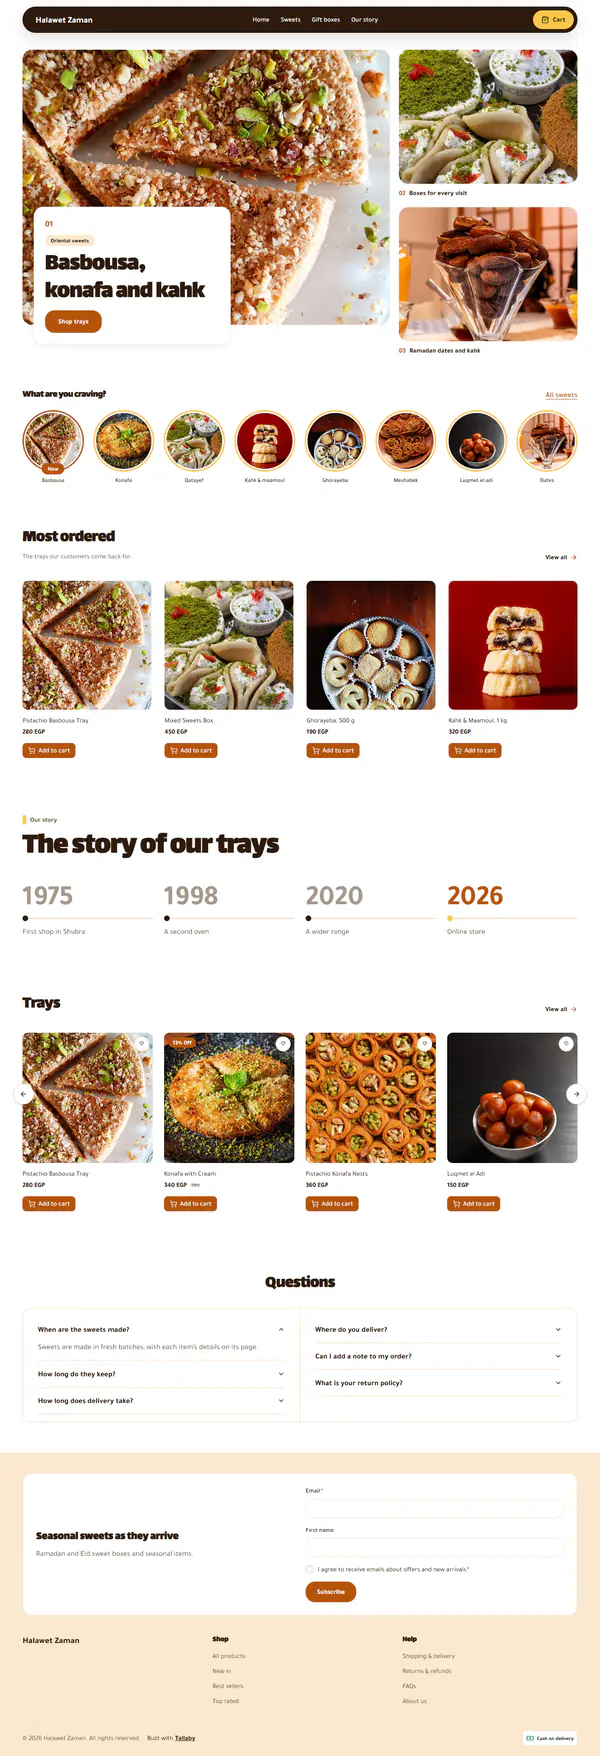 Halawet Zaman
Home Sweets Gift boxes Our story
Cart
01
Oriental sweets
Basbousa,
konafa and kahk
Shop trays
02 Boxes for every visit
03 Ramadan dates and kahk
What are you craving?
All sweets
New
Basbousa
Konafa
Qatayef
Kahk & maamoul
Ghorayeba
Meshabek
Luqmet el adi
Dates
Most ordered
The trays our customers come back for.
View all
Pistachio Basbousa Tray
280 EGP
Add to cart
Mixed Sweets Box
450 EGP
Add to cart
Ghorayeba, 500 g
190 EGP
Add to cart
Kahk & Maamoul, 1 kg
320 EGP
Add to cart
Our story
The story of our trays
1975
First shop in Shubra
1998
A second oven
2020
A wider range
2026
Online store
Trays
View all
Pistachio Basbousa Tray
280 EGP
Add to cart
13% Off
Konafa with Cream
340 EGP 390
Add to cart
Pistachio Konafa Nests
360 EGP
Add to cart
Luqmet el Adi
150 EGP
Add to cart
Questions
When are the sweets made?
Sweets are made in fresh batches, with each item's details on its page.
How long do they keep?
How long does delivery take?
Where do you deliver?
Can I add a note to my order?
What is your return policy?
Seasonal sweets as they arrive
Ramadan and Eid sweet boxes and seasonal items.
Email*
First name
I agree to receive emails about offers and new arrivals*
Subscribe
Halawet Zaman
Shop
All products
New in
Best sellers
Top rated
Help
Shipping & delivery
Returns & refunds
FAQs
About us
© 2026 Halawet Zaman. All rights reserved. Built with Tallaby
Cash on delivery